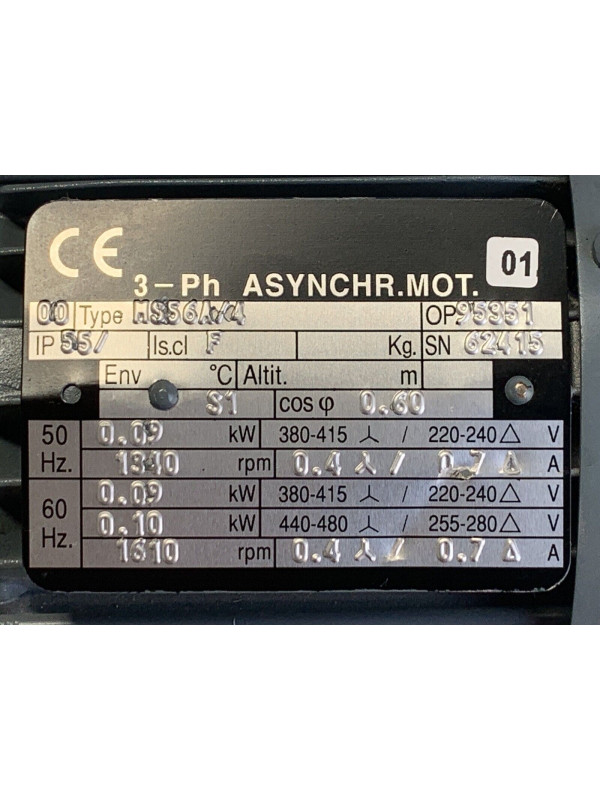 CE
3-Ph ASYNCHR.MOT. 01
00 Type MS56A/4 OP95351
IP 55/ Is.cl F Kg. SN 62415
Env °C Altit. m
S1 cos φ 0.60
50 Hz. 0.09 kW 380-415 ⅄ / 220-240 △ V
1340 rpm 0.4 ⅄ / 0.7 △ A
60 Hz. 0.09 kW 380-415 ⅄ / 220-240 △ V
0.10 kW 440-480 ⅄ / 255-280 △ V
1610 rpm 0.4 ⅄ / 0.7 △ A